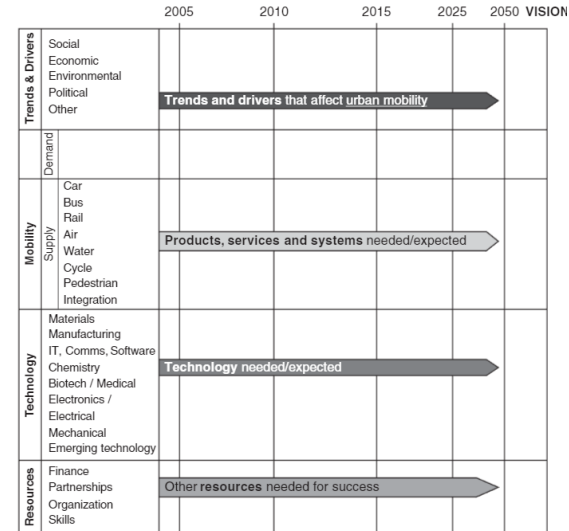 2005 2010 2015 2025 2050 VISION
Trends & Drivers
Social
Economic
Environmental
Political
Other
Trends and drivers that affect urban mobility
Mobility
Demand
Supply
Car
Bus
Rail
Air
Water
Cycle
Pedestrian
Integration
Products, services and systems needed/expected
Technology
Materials
Manufacturing
IT, Comms, Software
Chemistry
Biotech / Medical
Electronics /
Electrical
Mechanical
Emerging technology
Technology needed/expected
Resources
Finance
Partnerships
Organization
Skills
Other resources needed for success